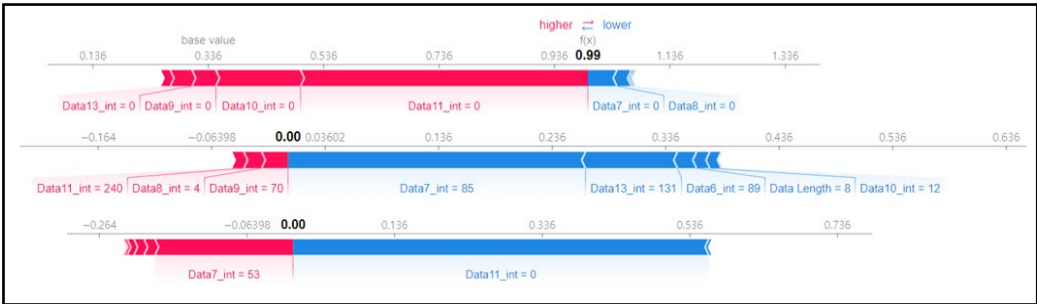 higher ⇄ lower
base value f(x)
0.136 0.336 0.536 0.736 0.936 0.99 1.136 1.336
Data13_int = 0 Data9_int = 0 Data10_int = 0 Data11_int = 0 Data7_int = 0 Data8_int = 0
−0.164 −0.06398 0.00 0.03602 0.136 0.236 0.336 0.436 0.536 0.636
Data11_int = 240 Data8_int = 4 Data9_int = 70 Data7_int = 85 Data13_int = 131 Data6_int = 89 Data Length = 8 Data10_int = 12
−0.264 −0.06398 0.00 0.136 0.336 0.536 0.736
Data7_int = 53 Data11_int = 0